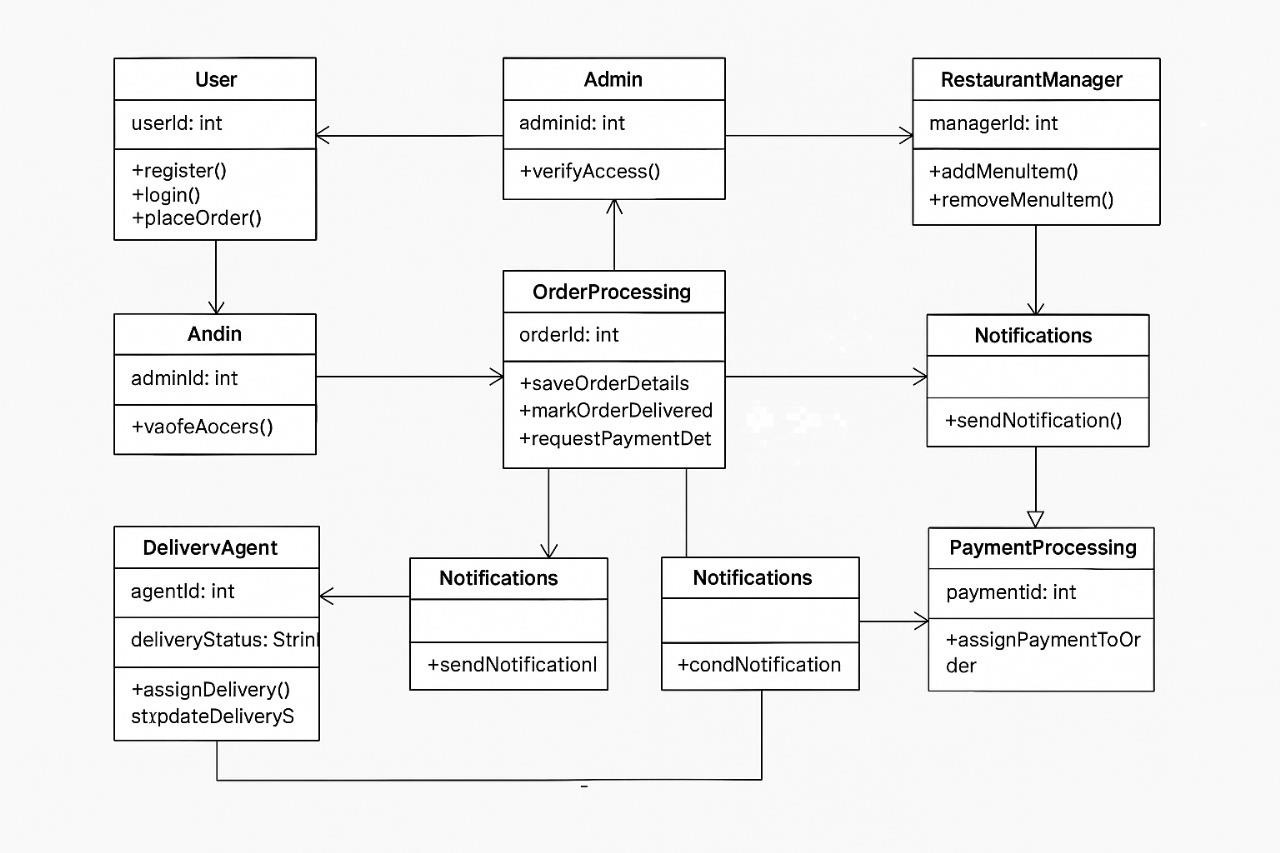 User
userId: int
+register()
+login()
+placeOrder()
Admin
adminid: int
+verifyAccess()
RestaurantManager
managerId: int
+addMenuItem()
+removeMenuItem()
Andin
adminId: int
+vaofeAocers()
OrderProcessing
orderId: int
+saveOrderDetails
+markOrderDelivered
+requestPaymentDet
Notifications
+sendNotification()
DelivervAgent
agentId: int
deliveryStatus: Strin
+assignDelivery()
stxpdateDeliveryS
Notifications
+sendNotificationl
Notifications
+condNotification
PaymentProcessing
paymentid: int
+assignPaymentToOr
der